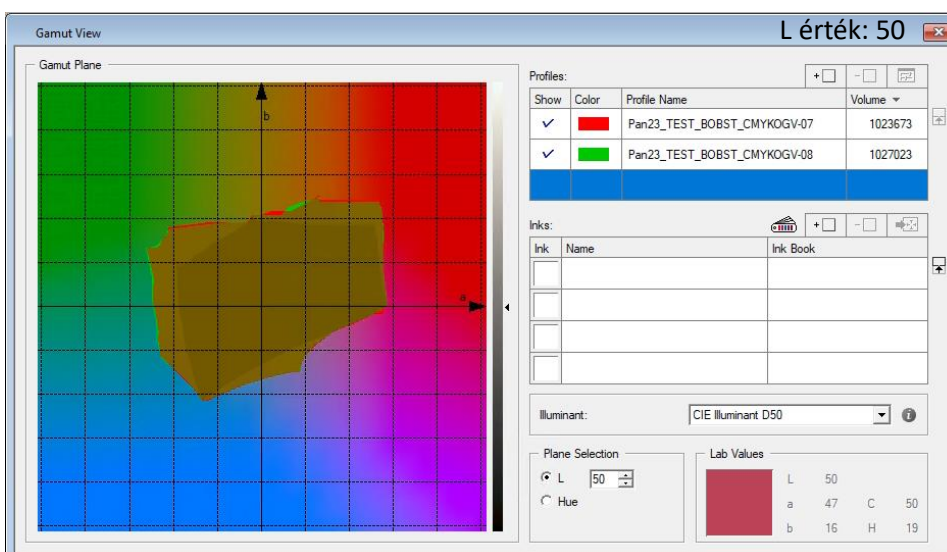 Gamut View
L érték: 50
Gamut Plane
b
a
Profiles:
Show Color Profile Name Volume
Pan23_TEST_BOBST_CMYKOGV-07 1023673
Pan23_TEST_BOBST_CMYKOGV-08 1027023
Inks:
Ink Name Ink Book
Illuminant: CIE Illuminant D50
Plane Selection
L 50
Hue
Lab Values
L 50
a 47 C 50
b 16 H 19